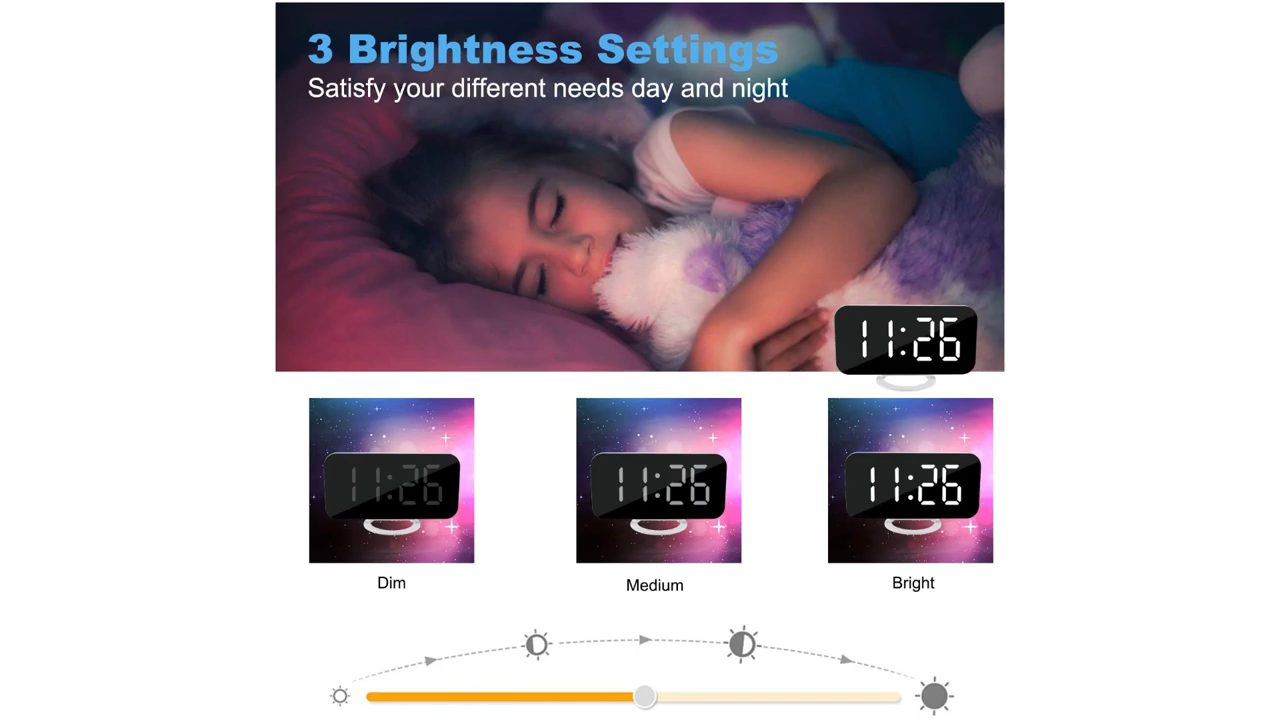 3 Brightness Settings
Satisfy your different needs day and night
11:26
11:26
11:26
11:26
Dim
Medium
Bright